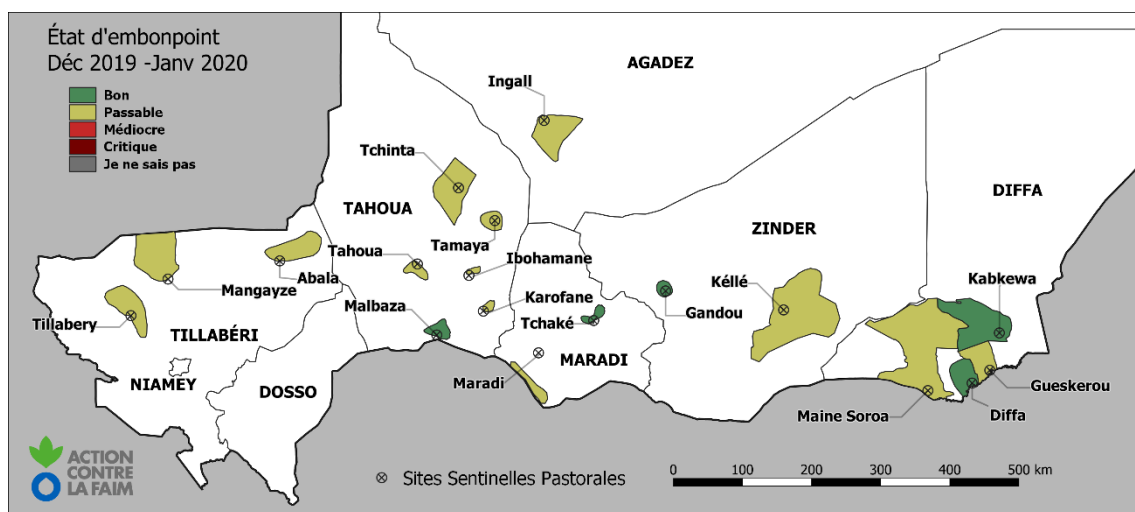 État d'embonpoint
Déc 2019 -Janv 2020
Bon
Passable
Médiocre
Critique
Je ne sais pas
AGADEZ
Ingall
Tchinta
TAHOUA
DIFFA
ZINDER
Tamaya
Tahoua
Ibohamane
Abala
Mangayze
Kéllé
Kabkewa
Malbaza
Karofane
Gandou
Tillabery
TILLABÉRI
Tchaké
MARADI
Maradi
NIAMEY
DOSSO
Gueskerou
Maine Soroa
Diffa
ACTION
CONTRE
LA FAIM
Sites Sentinelles Pastorales
0 100 200 300 400 500 km